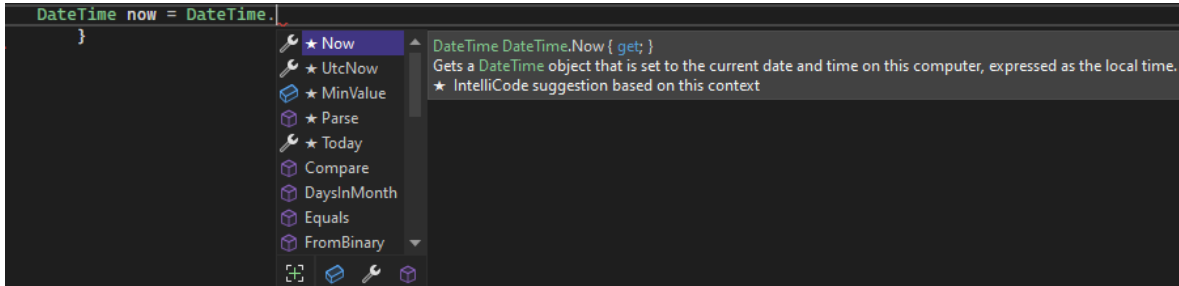 DateTime now = DateTime.
}
★ Now
★ UtcNow
★ MinValue
★ Parse
★ Today
Compare
DaysInMonth
Equals
FromBinary
DateTime DateTime.Now { get; }
Gets a DateTime object that is set to the current date and time on this computer, expressed as the local time.
★ IntelliCode suggestion based on this context